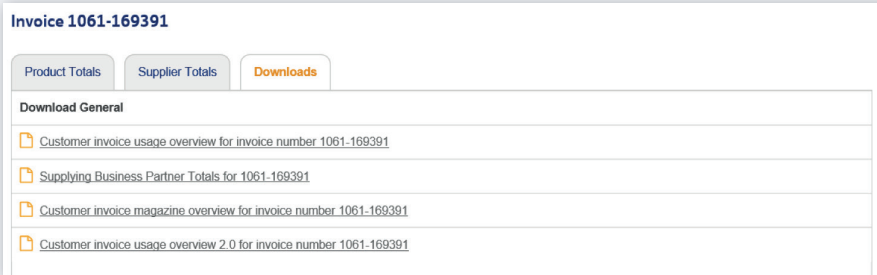 Invoice 1061-169391
Product Totals
Supplier Totals
Downloads
Download General
Customer invoice usage overview for invoice number 1061-169391
Supplying Business Partner Totals for 1061-169391
Customer invoice magazine overview for invoice number 1061-169391
Customer invoice usage overview 2.0 for invoice number 1061-169391